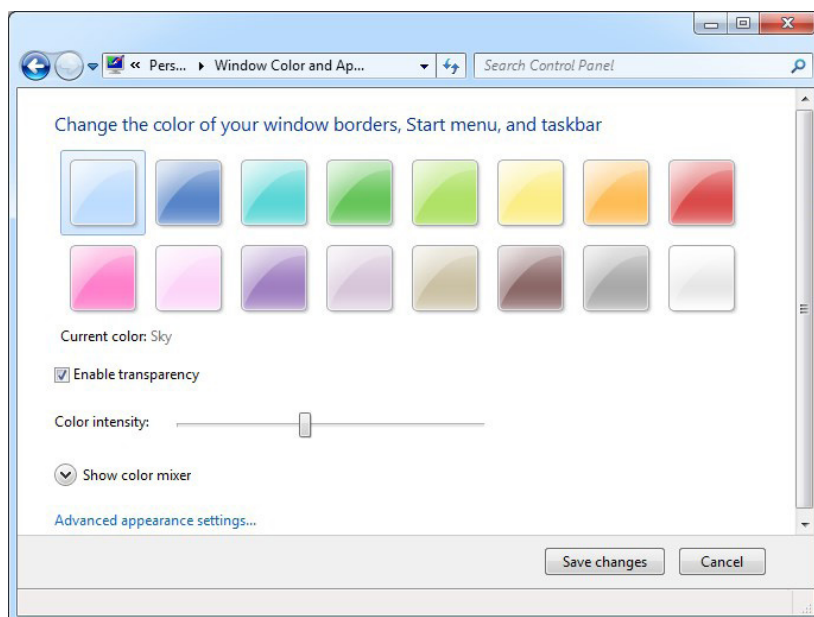 « Pers... Window Color and Ap... Search Control Panel
Change the color of your window borders, Start menu, and taskbar
Current color: Sky
Enable transparency
Color intensity:
Show color mixer
Advanced appearance settings...
Save changes Cancel